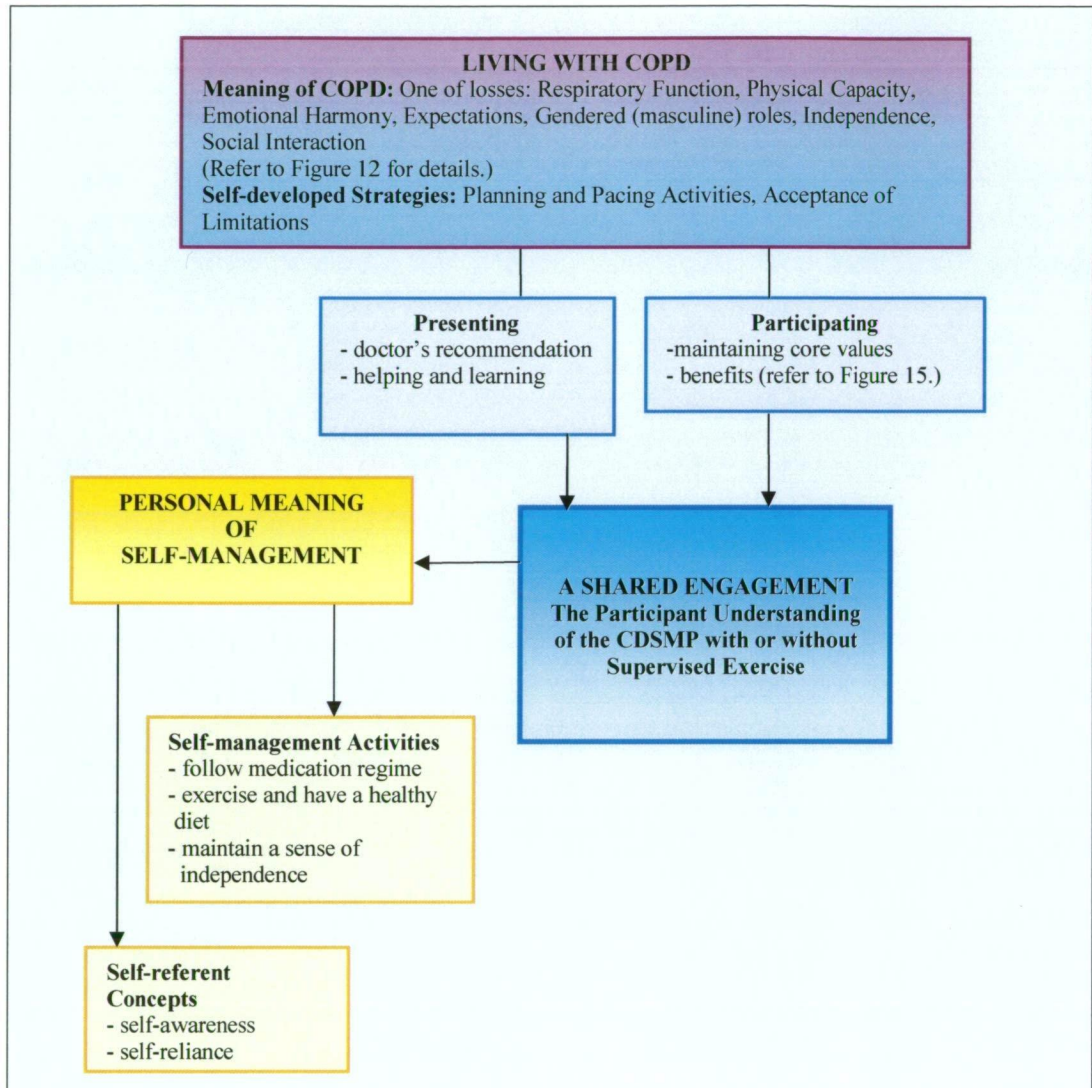 LIVING WITH COPD
Meaning of COPD: One of losses: Respiratory Function, Physical Capacity,
Emotional Harmony, Expectations, Gendered (masculine) roles, Independence,
Social Interaction
(Refer to Figure 12 for details.)
Self-developed Strategies: Planning and Pacing Activities, Acceptance of
Limitations
Presenting
- doctor's recommendation
- helping and learning
Participating
-maintaining core values
- benefits (refer to Figure 15.)
PERSONAL MEANING
OF
SELF-MANAGEMENT
A SHARED ENGAGEMENT
The Participant Understanding
of the CDSMP with or without
Supervised Exercise
Self-management Activities
- follow medication regime
- exercise and have a healthy
diet
- maintain a sense of
independence
Self-referent
Concepts
- self-awareness
- self-reliance